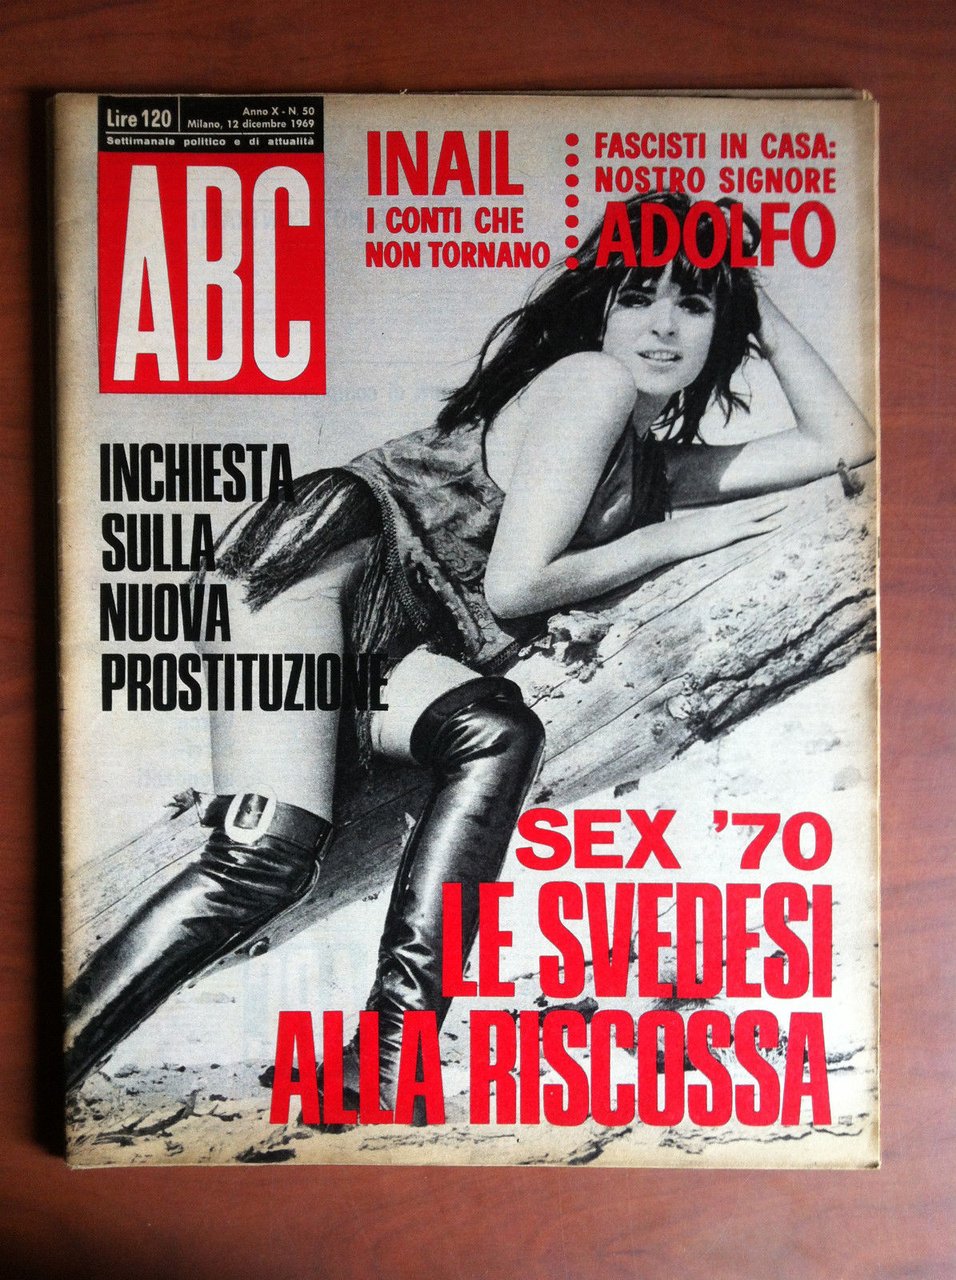 Lire 120
Anno X - N. 50
Milano, 12 dicembre 1969
Settimanale politico e di attualità
ABC
INAIL
I CONTI CHE
NON TORNANO
FASCISTI IN CASA:
NOSTRO SIGNORE
ADOLFO
INCHIESTA
SULLA
NUOVA
PROSTITUZIONE
SEX '70
LE SVEDESI
ALLA RISCOSSA